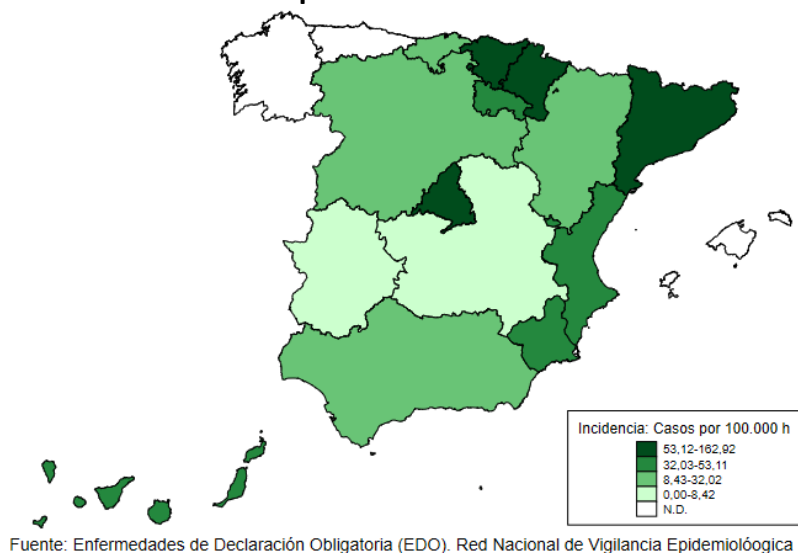 Incidencia: Casos por 100.000 h
53,12-162,92
32,03-53,11
8,43-32,02
0,00-8,42
N.D.
Fuente: Enfermedades de Declaración Obligatoria (EDO). Red Nacional de Vigilancia Epidemiolóogica